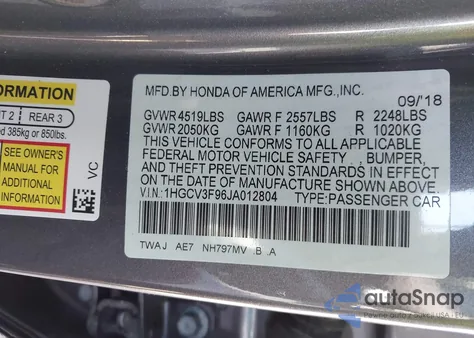 FORMATION
T 2 REAR 3
ed 385kg or 850lbs.
SEE OWNER'S
MANUAL FOR
ADDITIONAL
INFORMATION
VC
MFD.BY HONDA OF AMERICA MFG.,INC.
09/18
GVWR 4519LBS GAWR F 2557LBS R 2248LBS
GVWR 2050KG GAWR F 1160KG R 1020KG
THIS VEHICLE CONFORMS TO ALL APPLICABLE
FEDERAL MOTOR VEHICLE SAFETY , BUMPER,
AND THEFT PREVENTION STANDARDS IN EFFECT ON
THE DATE OF MANUFACTURE SHOWN ABOVE.
V.I.N.: 1HGCV3F96JA012804 TYPE:PASSENGER CAR
TWAJ AE7 NH797MV .B .A
autoSnap